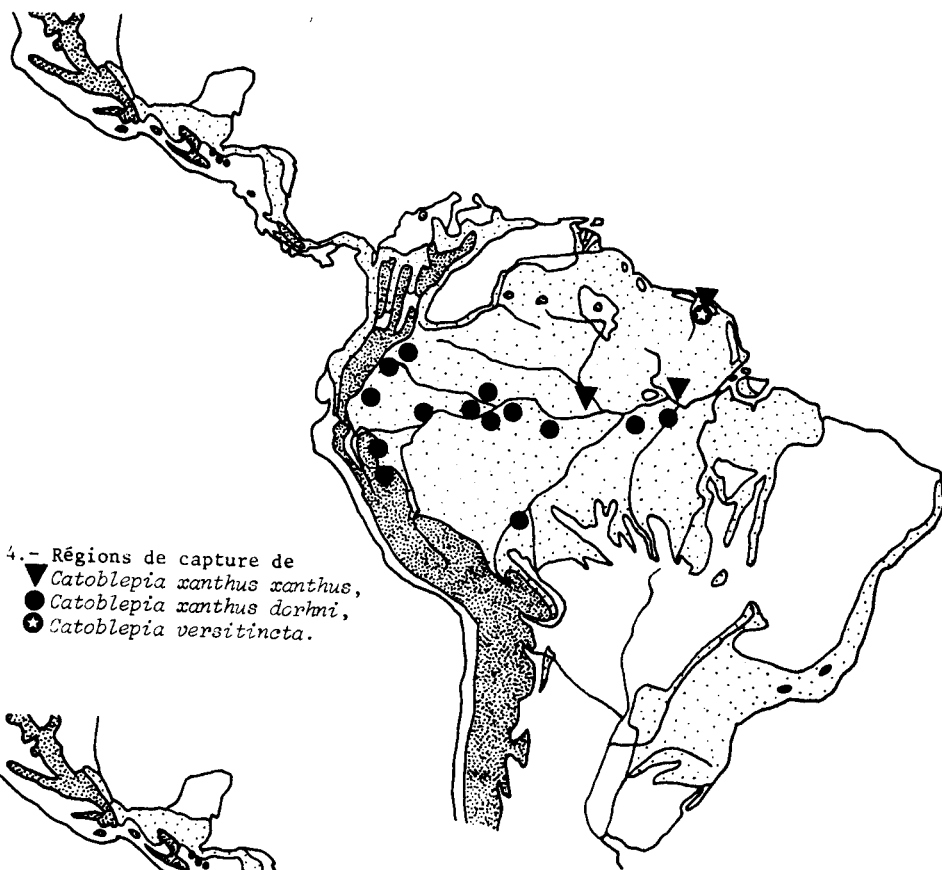 4.- Régions de capture de
Catoblepia xanthus xanthus,
Catoblepia xanthus dorhni,
Catoblepia versitincta.